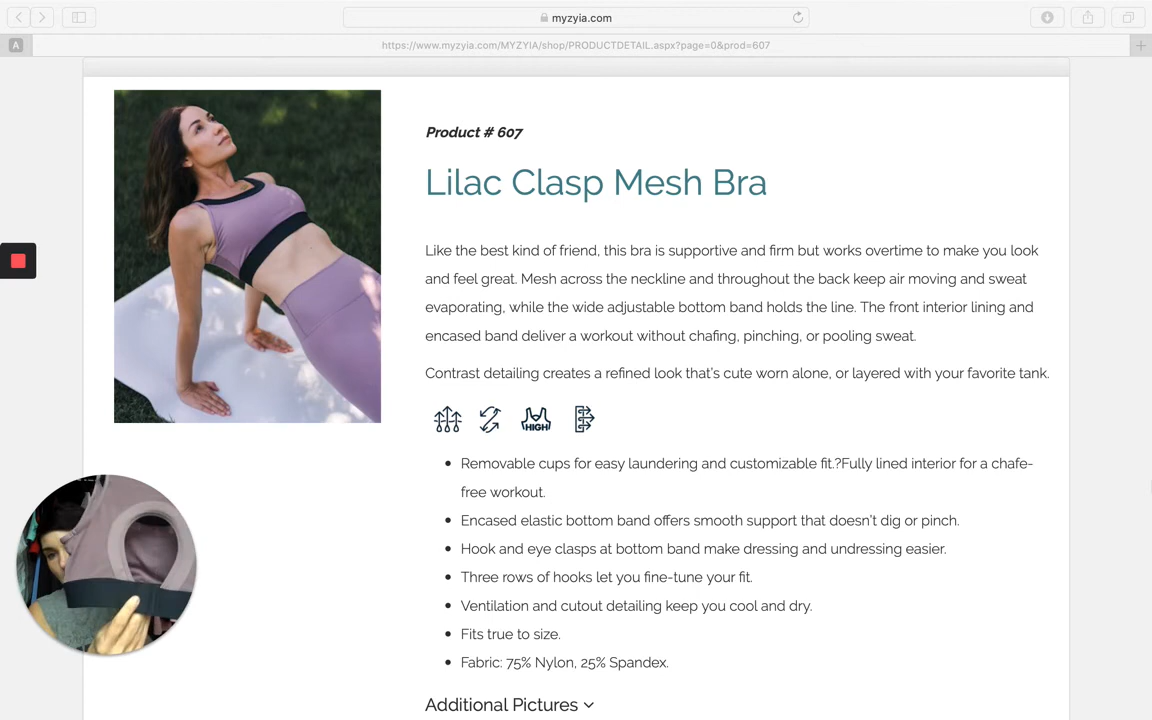 myzyia.com
A
https://www.myzyia.com/MYZYIA/shop/PRODUCTDETAIL.aspx?page=0&prod=607
Product # 607
Lilac Clasp Mesh Bra
Like the best kind of friend, this bra is supportive and firm but works overtime to make you look
and feel great. Mesh across the neckline and throughout the back keep air moving and sweat
evaporating, while the wide adjustable bottom band holds the line. The front interior lining and
encased band deliver a workout without chafing, pinching, or pooling sweat.
Contrast detailing creates a refined look that's cute worn alone, or layered with your favorite tank.
HIGH
• Removable cups for easy laundering and customizable fit.?Fully lined interior for a chafe-
free workout.
• Encased elastic bottom band offers smooth support that doesn't dig or pinch.
• Hook and eye clasps at bottom band make dressing and undressing easier.
• Three rows of hooks let you fine-tune your fit.
• Ventilation and cutout detailing keep you cool and dry.
• Fits true to size.
• Fabric: 75% Nylon, 25% Spandex.
Additional Pictures